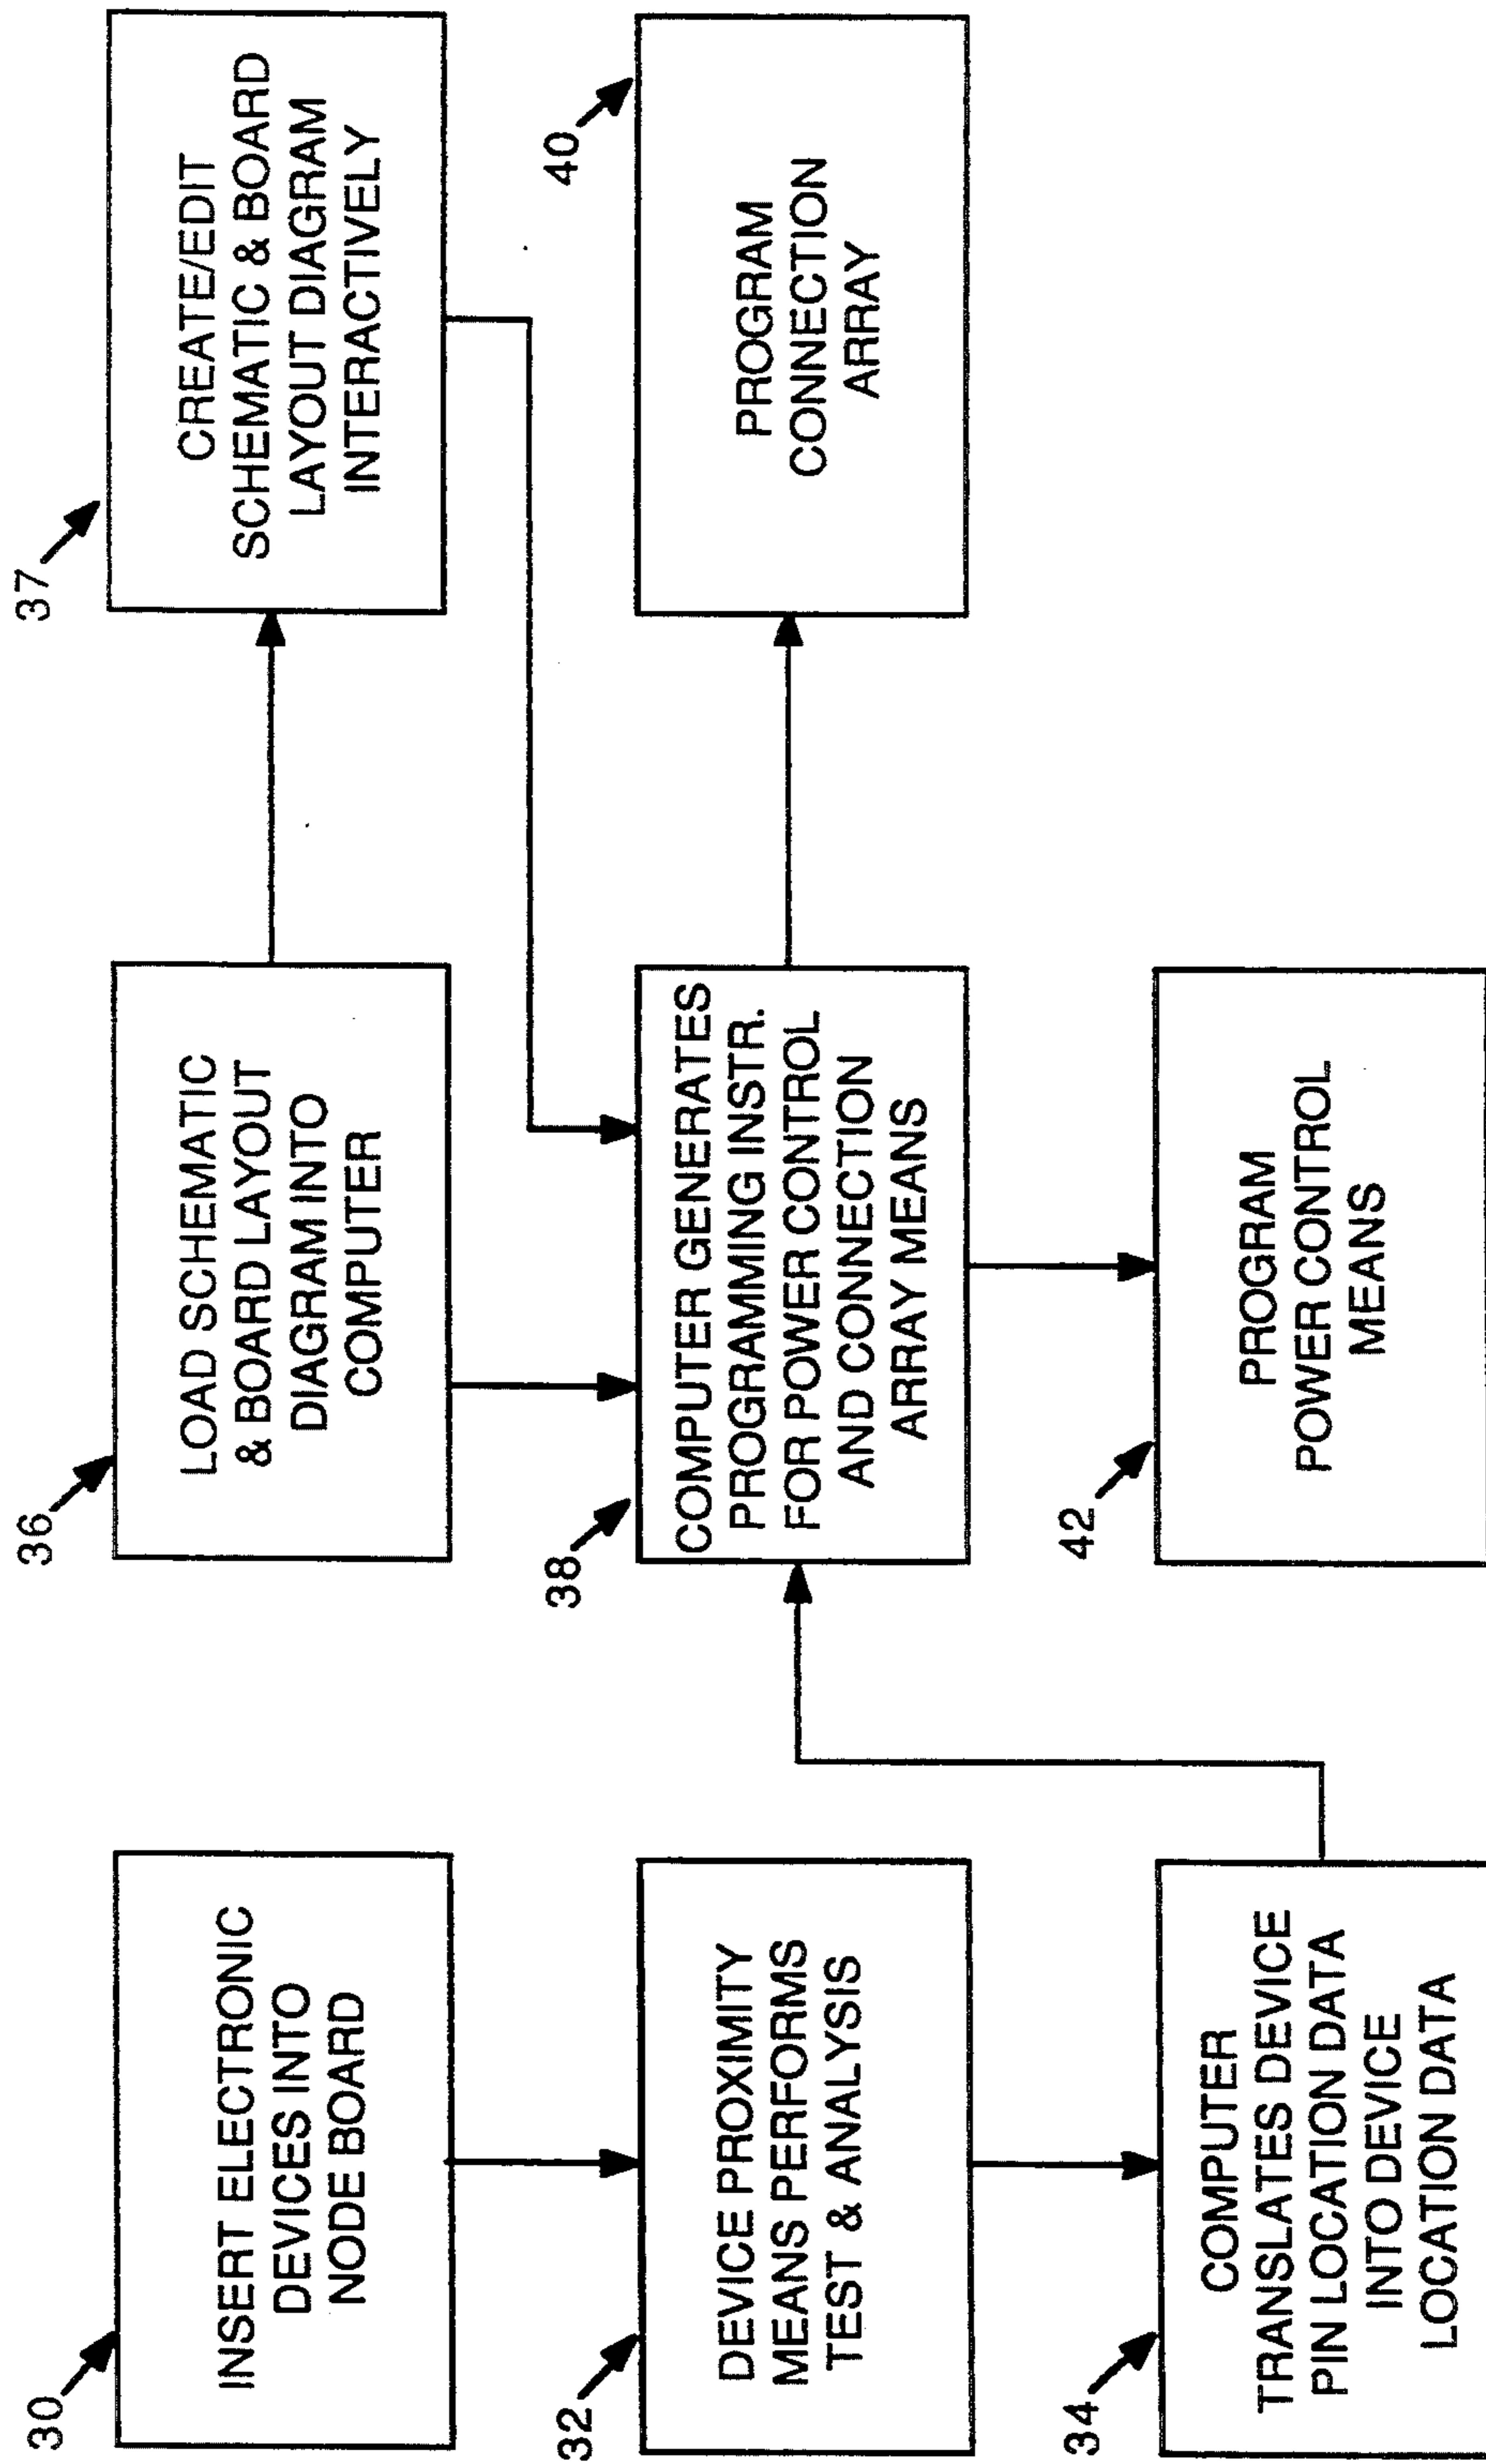 30
INSERT ELECTRONIC
DEVICES INTO
NODE BOARD
32
DEVICE PROXIMITY
MEANS PERFORMS
TEST & ANALYSIS
34
COMPUTER
TRANSLATES DEVICE
PIN LOCATION DATA
INTO DEVICE
LOCATION DATA
36
LOAD SCHEMATIC
& BOARD LAYOUT
DIAGRAM INTO
COMPUTER
37
CREATE/EDIT
SCHEMATIC & BOARD
LAYOUT DIAGRAM
INTERACTIVELY
38
COMPUTER GENERATES
PROGRAMMING INSTR.
FOR POWER CONTROL
AND CONNECTION
ARRAY MEANS
40
PROGRAM
CONNECTION
ARRAY
42
PROGRAM
POWER CONTROL
MEANS